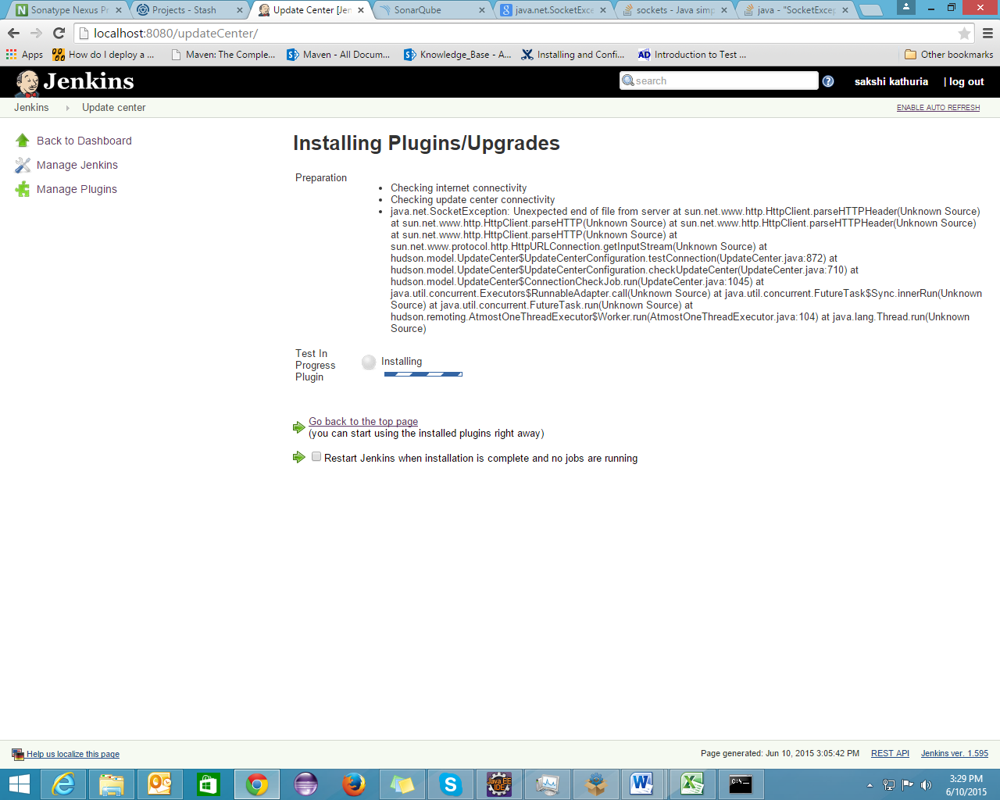 Sonatype Nexus Pr
Projects - Stash
Update Center [Jen
SonarQube
java.net.SocketExce
sockets - Java simp
java - "SocketExcep
localhost:8080/updateCenter/
Apps
How do I deploy a ...
Maven: The Comple...
Maven - All Docum...
Knowledge_Base - A...
Installing and Confi...
AD Introduction to Test ...
Other bookmarks
Jenkins
search
sakshi kathuria
| log out
Jenkins
Update center
ENABLE AUTO REFRESH
Back to Dashboard
Manage Jenkins
Manage Plugins
Installing Plugins/Upgrades
Preparation
Checking internet connectivity
Checking update center connectivity
java.net.SocketException: Unexpected end of file from server at sun.net.www.http.HttpClient.parseHTTPHeader(Unknown Source)
at sun.net.www.http.HttpClient.parseHTTP(Unknown Source) at sun.net.www.http.HttpClient.parseHTTPHeader(Unknown Source)
at sun.net.www.http.HttpClient.parseHTTP(Unknown Source) at
sun.net.www.protocol.http.HttpURLConnection.getInputStream(Unknown Source) at
hudson.model.UpdateCenter$UpdateCenterConfiguration.testConnection(UpdateCenter.java:872) at
hudson.model.UpdateCenter$UpdateCenterConfiguration.checkUpdateCenter(UpdateCenter.java:710) at
hudson.model.UpdateCenter$ConnectionCheckJob.run(UpdateCenter.java:1045) at
java.util.concurrent.Executors$RunnableAdapter.call(Unknown Source) at java.util.concurrent.FutureTask$Sync.innerRun(Unknown
Source) at java.util.concurrent.FutureTask.run(Unknown Source) at
hudson.remoting.AtmostOneThreadExecutor$Worker.run(AtmostOneThreadExecutor.java:104) at java.lang.Thread.run(Unknown
Source)
Test In
Progress
Plugin
Installing
Go back to the top page
(you can start using the installed plugins right away)
Restart Jenkins when installation is complete and no jobs are running
Help us localize this page
Page generated: Jun 10, 2015 3:05:42 PM
REST API
Jenkins ver. 1.595
Java EE
IDE
3:29 PM
6/10/2015